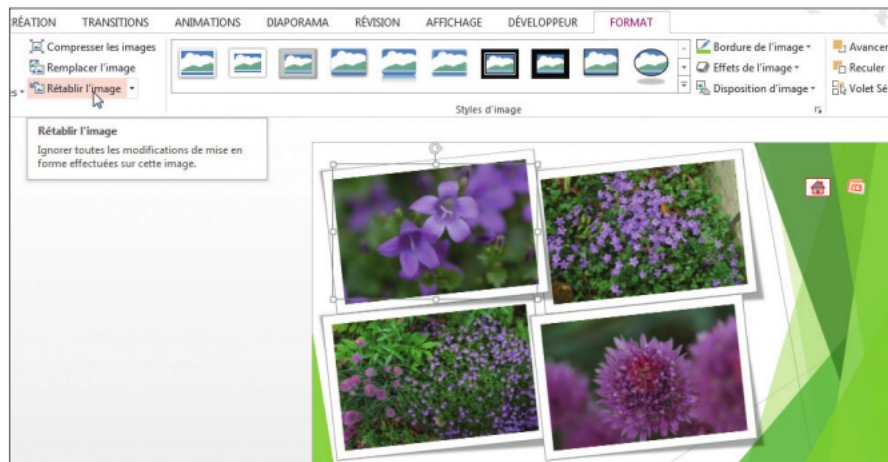 RÉATION TRANSITIONS ANIMATIONS DIAPORAMA RÉVISION AFFICHAGE DÉVELOPPEUR FORMAT
Compresser les images
Remplacer l'image
Rétablir l'image
Bordure de l'image
Effets de l'image
Disposition d'image
Avancer
Reculer
Volet Sé
Styles d'image
Rétablir l'image
Ignorer toutes les modifications de mise en
forme effectuées sur cette image.